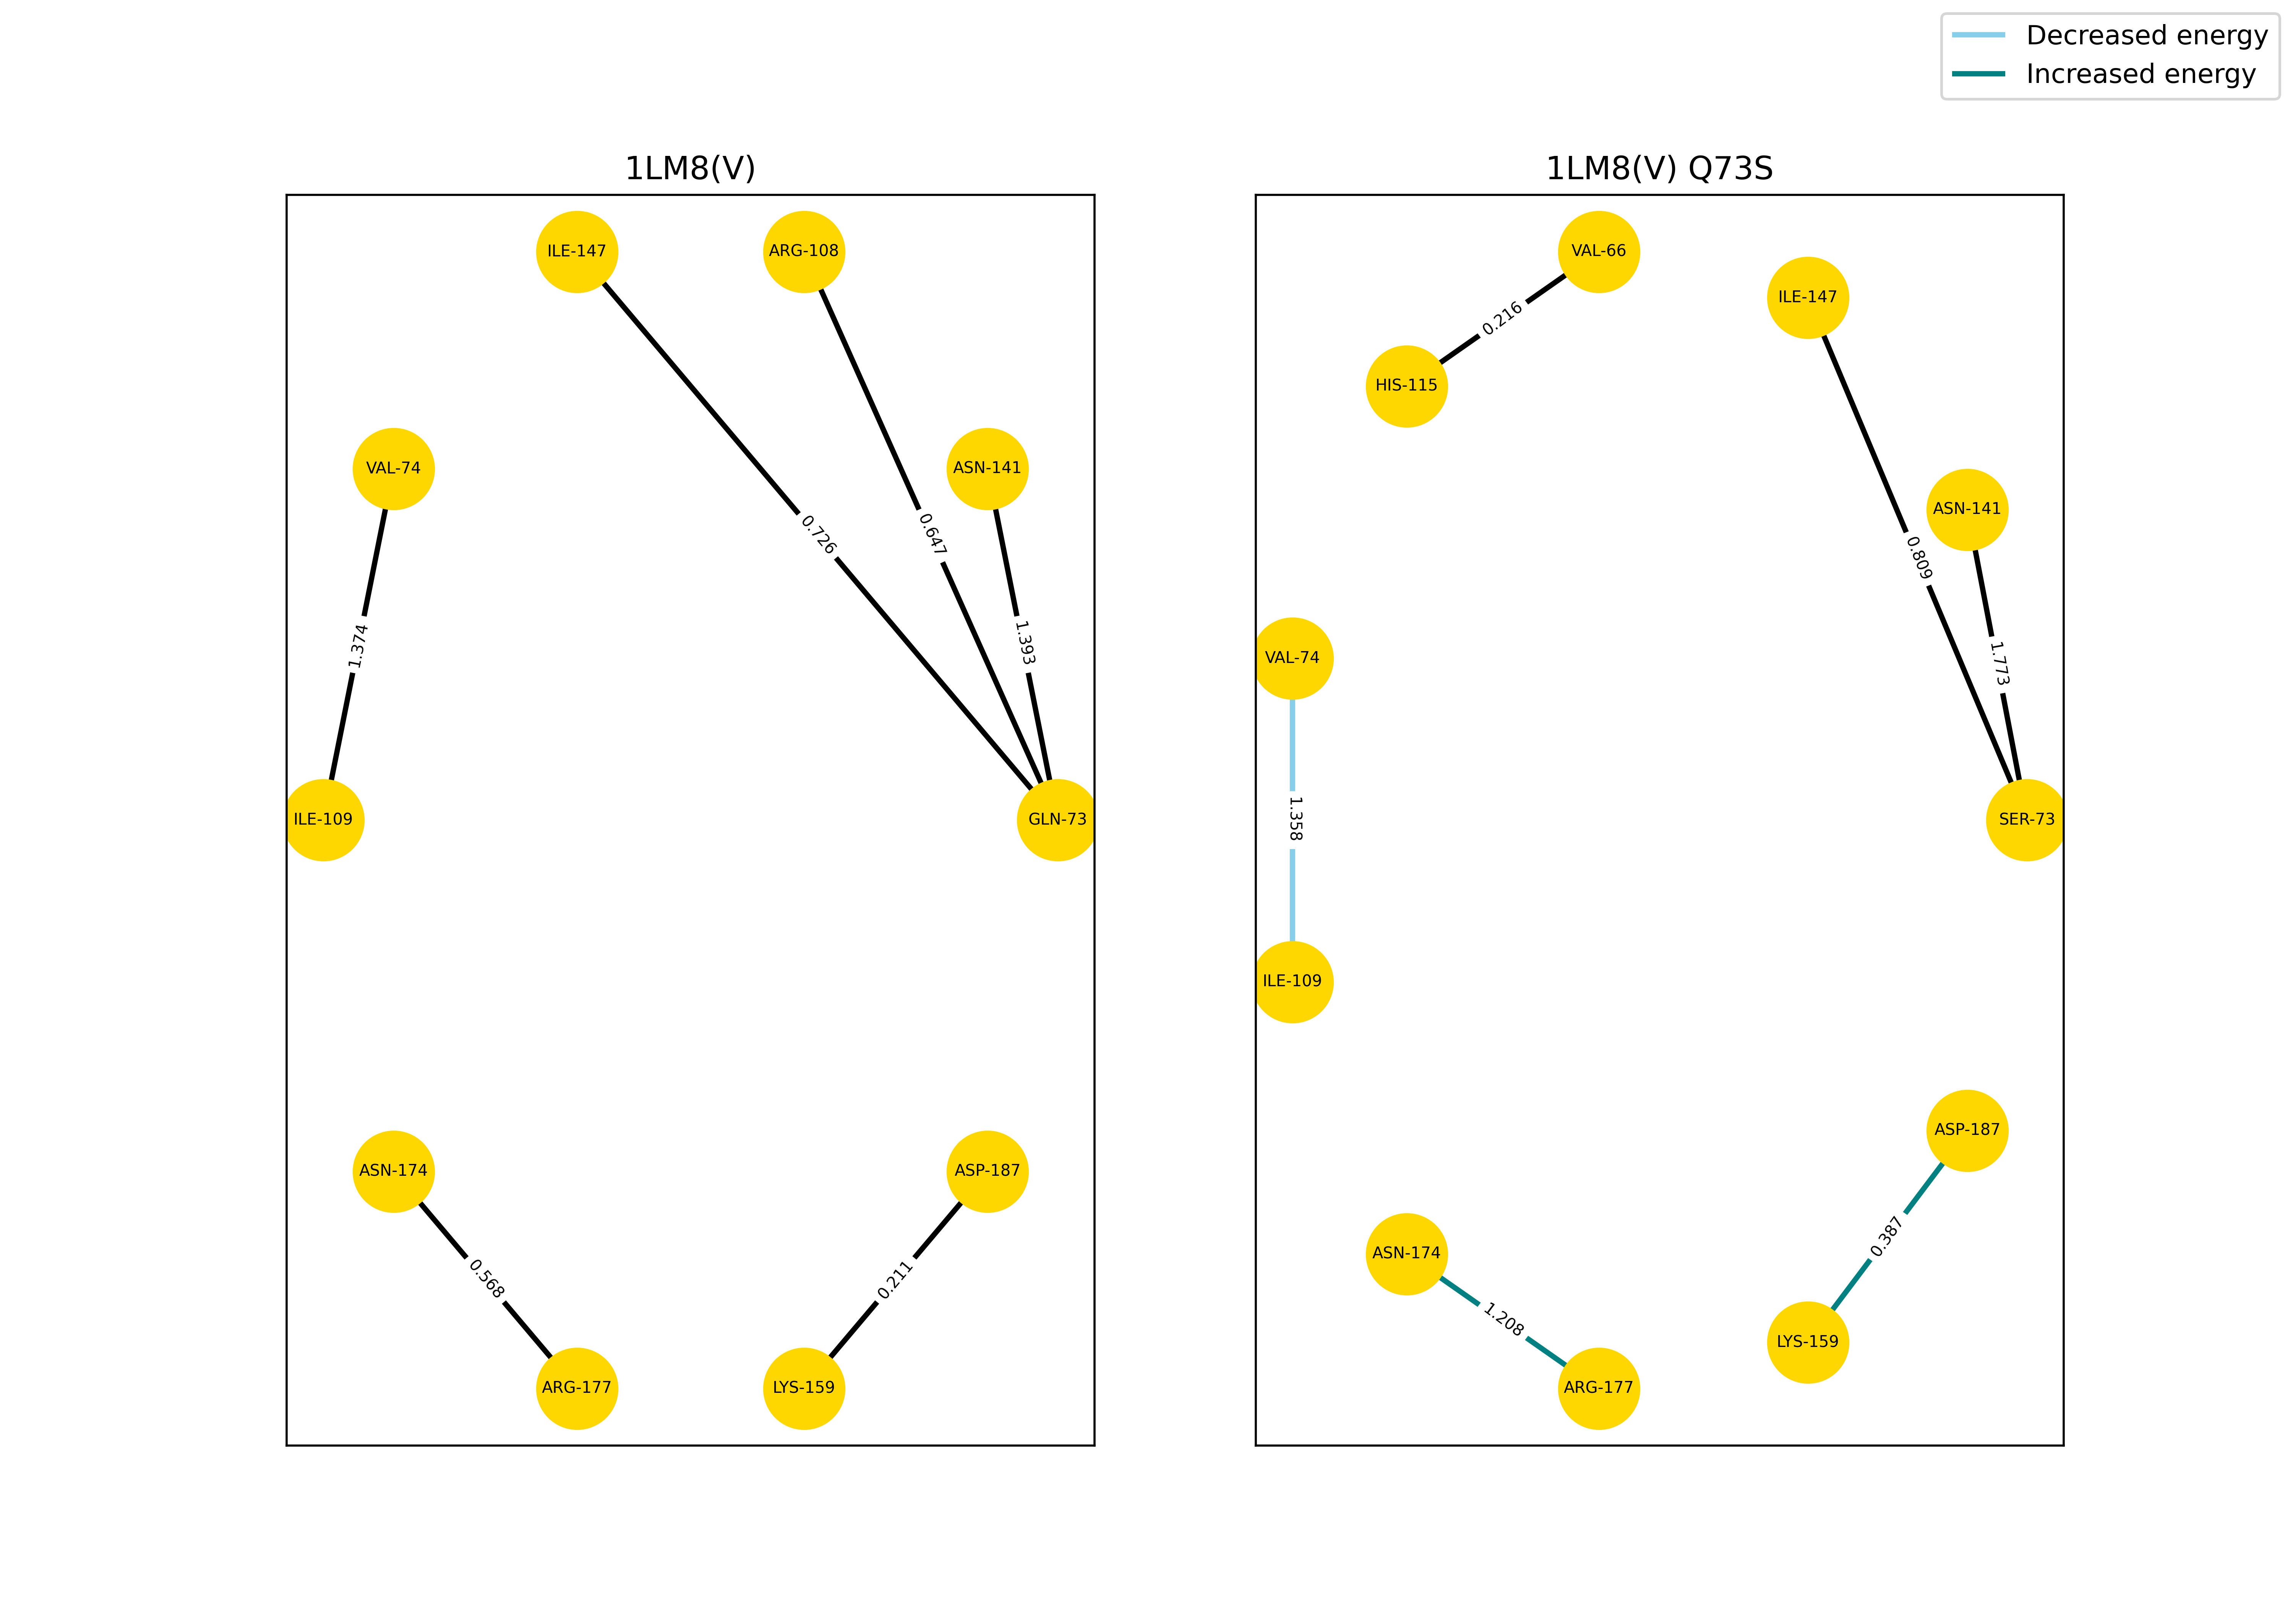 Decreased energy
Increased energy
1LM8(V)
ILE-147
ARG-108
VAL-74
ASN-141
0.726
0.647
1.374
1.393
ILE-109
GLN-73
ASN-174
ASP-187
0.568
0.211
ARG-177
LYS-159
1LM8(V) Q73S
VAL-66
ILE-147
0.216
HIS-115
ASN-141
0.809
VAL-74
1.773
1.358
SER-73
ILE-109
ASP-187
0.387
ASN-174
1.208
LYS-159
ARG-177